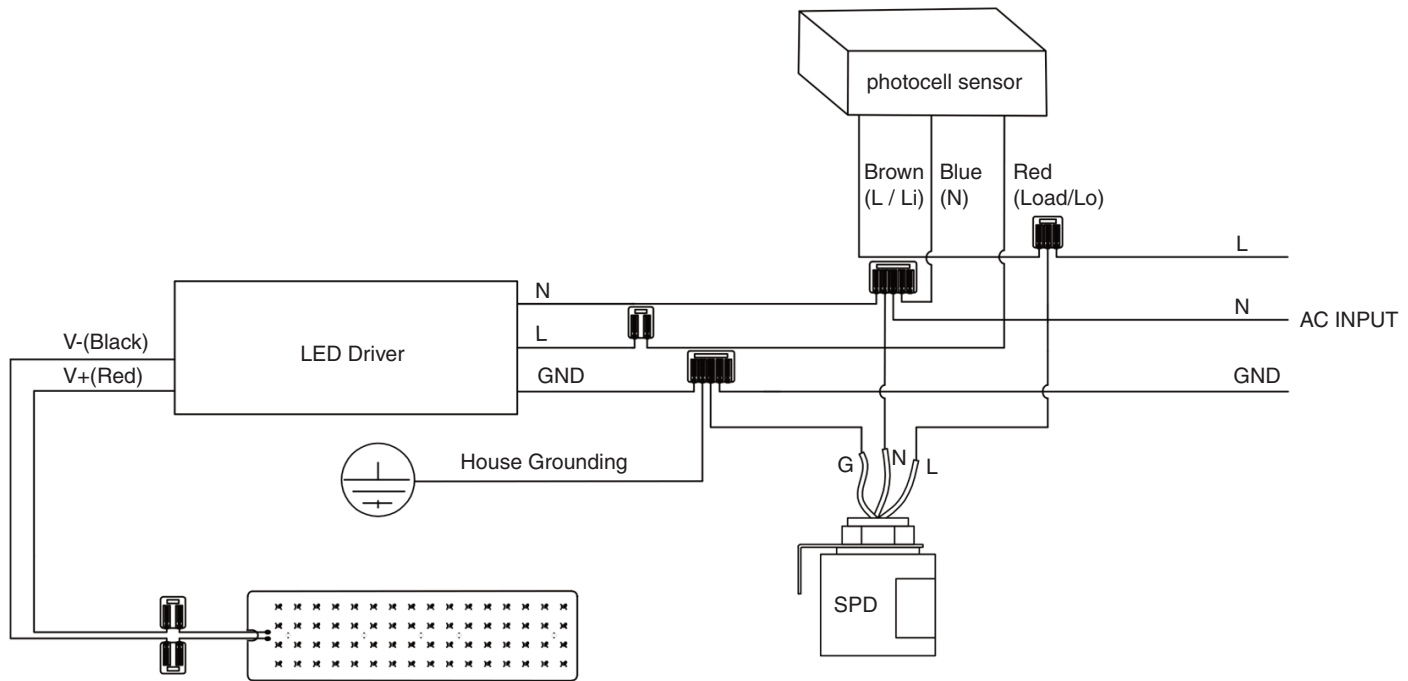 photocell sensor
Brown
(L / Li)
Blue
(N)
Red
(Load/Lo)
L
N
N
AC INPUT
L
V-(Black)
LED Driver
V+(Red)
GND
GND
House Grounding
G
N
L
SPD